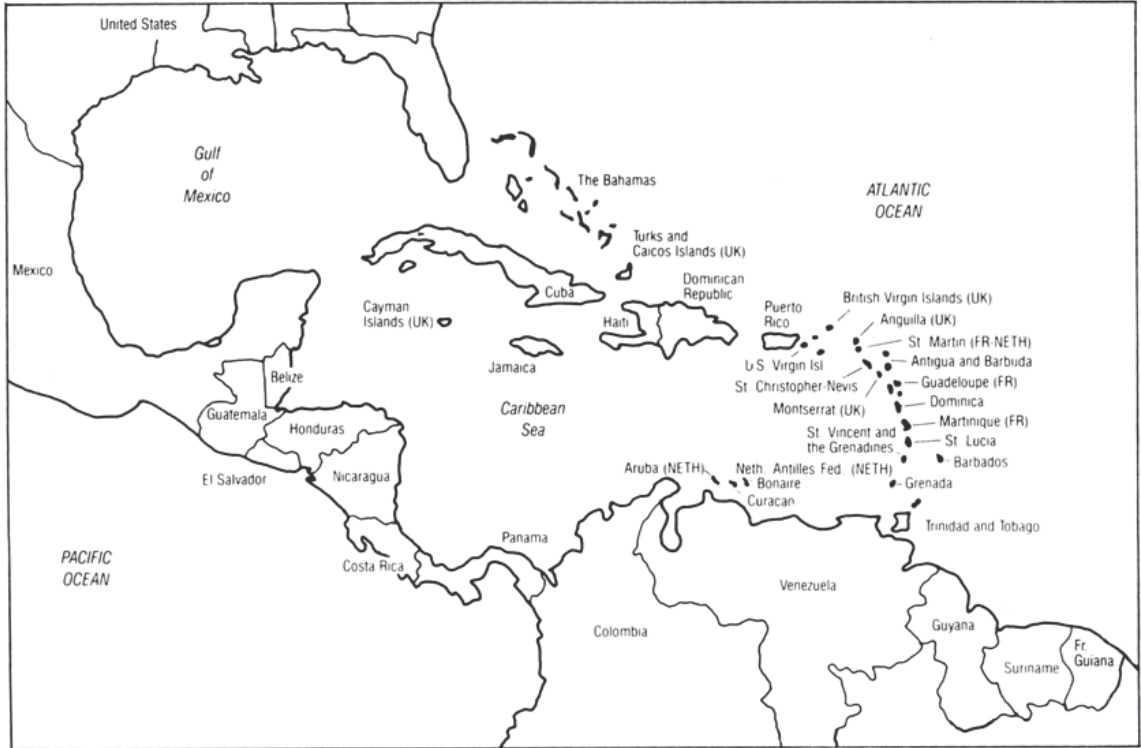 United States
Gulf
of
Mexico
The Bahamas
ATLANTIC
OCEAN
Turks and
Caicos Islands (UK)
Mexico
Cuba
Dominican
Republic
Cayman
Islands (UK)
Haiti
Puerto
Rico
British Virgin Islands (UK)
Anguilla (UK)
St. Martin (FR-NETH)
Jamaica
U.S. Virgin Isl
Antigua and Barbuda
Belize
St. Christopher-Nevis
Guadeloupe (FR)
Dominica
Guatemala
Caribbean
Sea
Montserrat (UK)
Martinique (FR)
Honduras
St. Vincent and
the Grenadines
St. Lucia
Barbados
El Salvador
Nicaragua
Aruba (NETH)
Neth. Antilles Fed. (NETH)
Bonaire
Curacan
Grenada
Trinidad and Tobago
Panama
PACIFIC
OCEAN
Costa Rica
Venezuela
Colombia
Guyana
Suriname
Fr.
Guiana